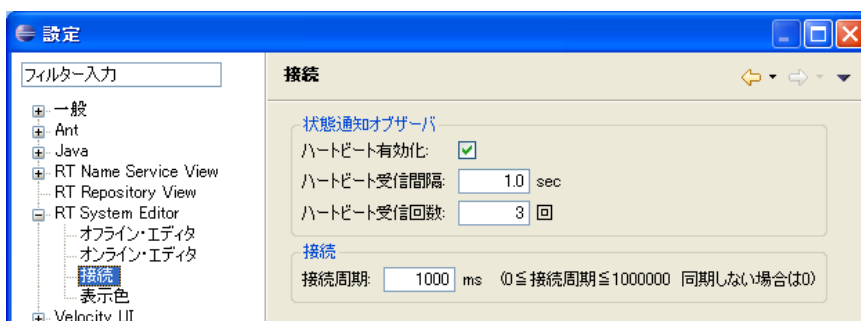 設定
フィルター入力
一般
Ant
Java
RT Name Service View
RT Repository View
RT System Editor
オフライン・エディタ
オンライン・エディタ
接続
表示色
Velocity UI
接続
状態通知オブザーバ
ハートビート有効化:
ハートビート受信間隔: 1.0 sec
ハートビート受信回数: 3 回
接続
接続周期: 1000 ms (0≦接続周期≦1000000 同期しない場合は0)